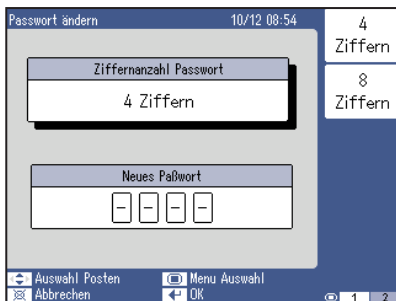 Passwort ändern 10/12 08:54
4
Ziffern
8
Ziffern
Ziffernanzahl Passwort
4 Ziffern
Neues Paßwort
- - - -
Auswahl Posten Menu Auswahl
Abbrechen OK
1 2